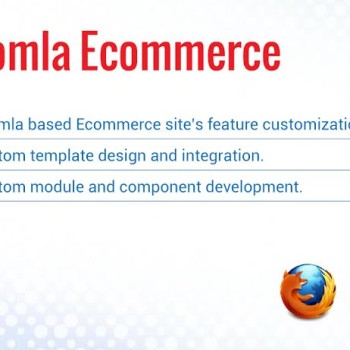 omla Ecommerce
mla based Ecommerce site's feature customizatio
tom template design and integration.
tom module and component development.